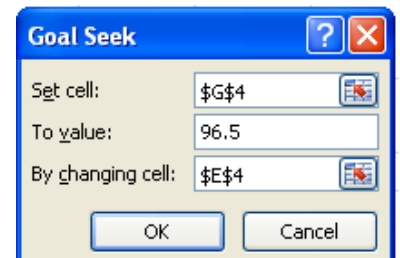 Goal Seek ?
Set cell: $G$4
To value: 96.5
By changing cell: $E$4
OK Cancel